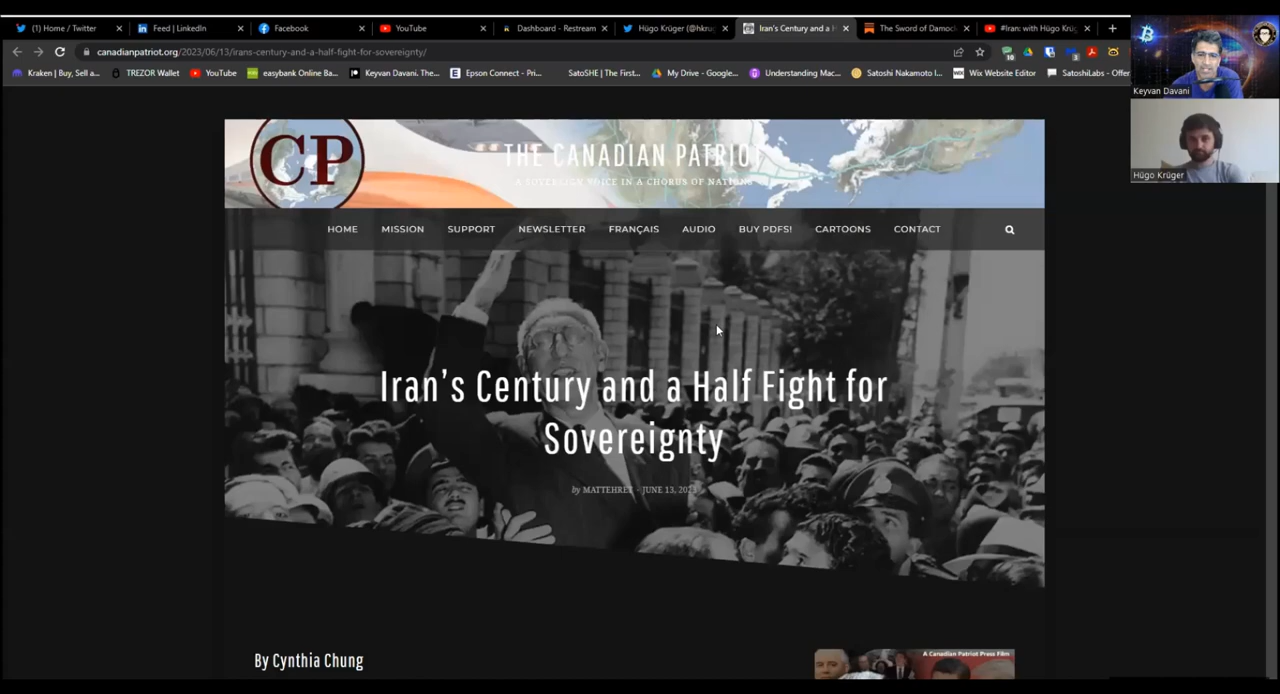 (1) Home / Twitter
Feed | LinkedIn
Facebook
YouTube
Dashboard - Restream
Hügo Krüger (@hkru
Iran's Century and a H
The Sword of Damoc
#Iran: with Hügo Krüg
canadianpatriot.org/2023/06/13/irans-century-and-a-half-fight-for-sovereignty/
10
3
Kraken | Buy, Sell a...
TREZOR Wallet
YouTube
easybank Online Ba...
Keyvan Davani. The...
Epson Connect - Pri...
SatoSHE | The First...
My Drive - Google...
Understanding Mac...
Satoshi Nakamoto I...
Wix Website Editor
SatoshiLabs - Offer
Keyvan Davani
Hügo Krüger
CP
THE CANADIAN PATRIOT
A SOVEREIGN VOICE IN A CHORUS OF NATIONS
HOME
MISSION
SUPPORT
NEWSLETTER
FRANÇAIS
AUDIO
BUY PDFS!
CARTOONS
CONTACT
Iran's Century and a Half Fight for
Sovereignty
by MATTEHRET - JUNE 13, 2023
By Cynthia Chung
A Canadian Patriot Press Film